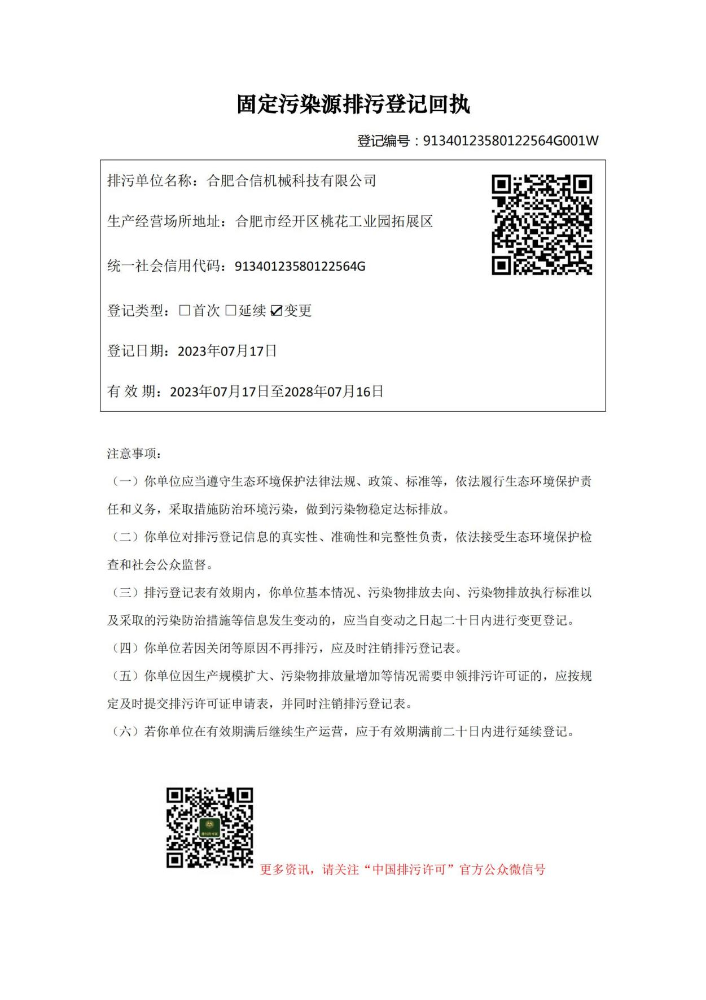 固定污染源排污登记回执
登记编号：91340123580122564G001W
排污单位名称：合肥合信机械科技有限公司
生产经营场所地址：合肥市经开区桃花工业园拓展区
统一社会信用代码：91340123580122564G
登记类型：☐首次 ☐延续 ☑变更
登记日期：2023年07月17日
有 效 期：2023年07月17日至2028年07月16日
注意事项：
（一）你单位应当遵守生态环境保护法律法规、政策、标准等，依法履行生态环境保护责
任和义务，采取措施防治环境污染，做到污染物稳定达标排放。
（二）你单位对排污登记信息的真实性、准确性和完整性负责，依法接受生态环境保护检
查和社会公众监督。
（三）排污登记表有效期内，你单位基本情况、污染物排放去向、污染物排放执行标准以
及采取的污染防治措施等信息发生变动的，应当自变动之日起二十日内进行变更登记。
（四）你单位若因关闭等原因不再排污，应及时注销排污登记表。
（五）你单位因生产规模扩大、污染物排放量增加等情况需要申领排污许可证的，应按规
定及时提交排污许可证申请表，并同时注销排污登记表。
（六）若你单位在有效期满后继续生产运营，应于有效期满前二十日内进行延续登记。
排污许可证
更多资讯，请关注“中国排污许可”官方公众微信号